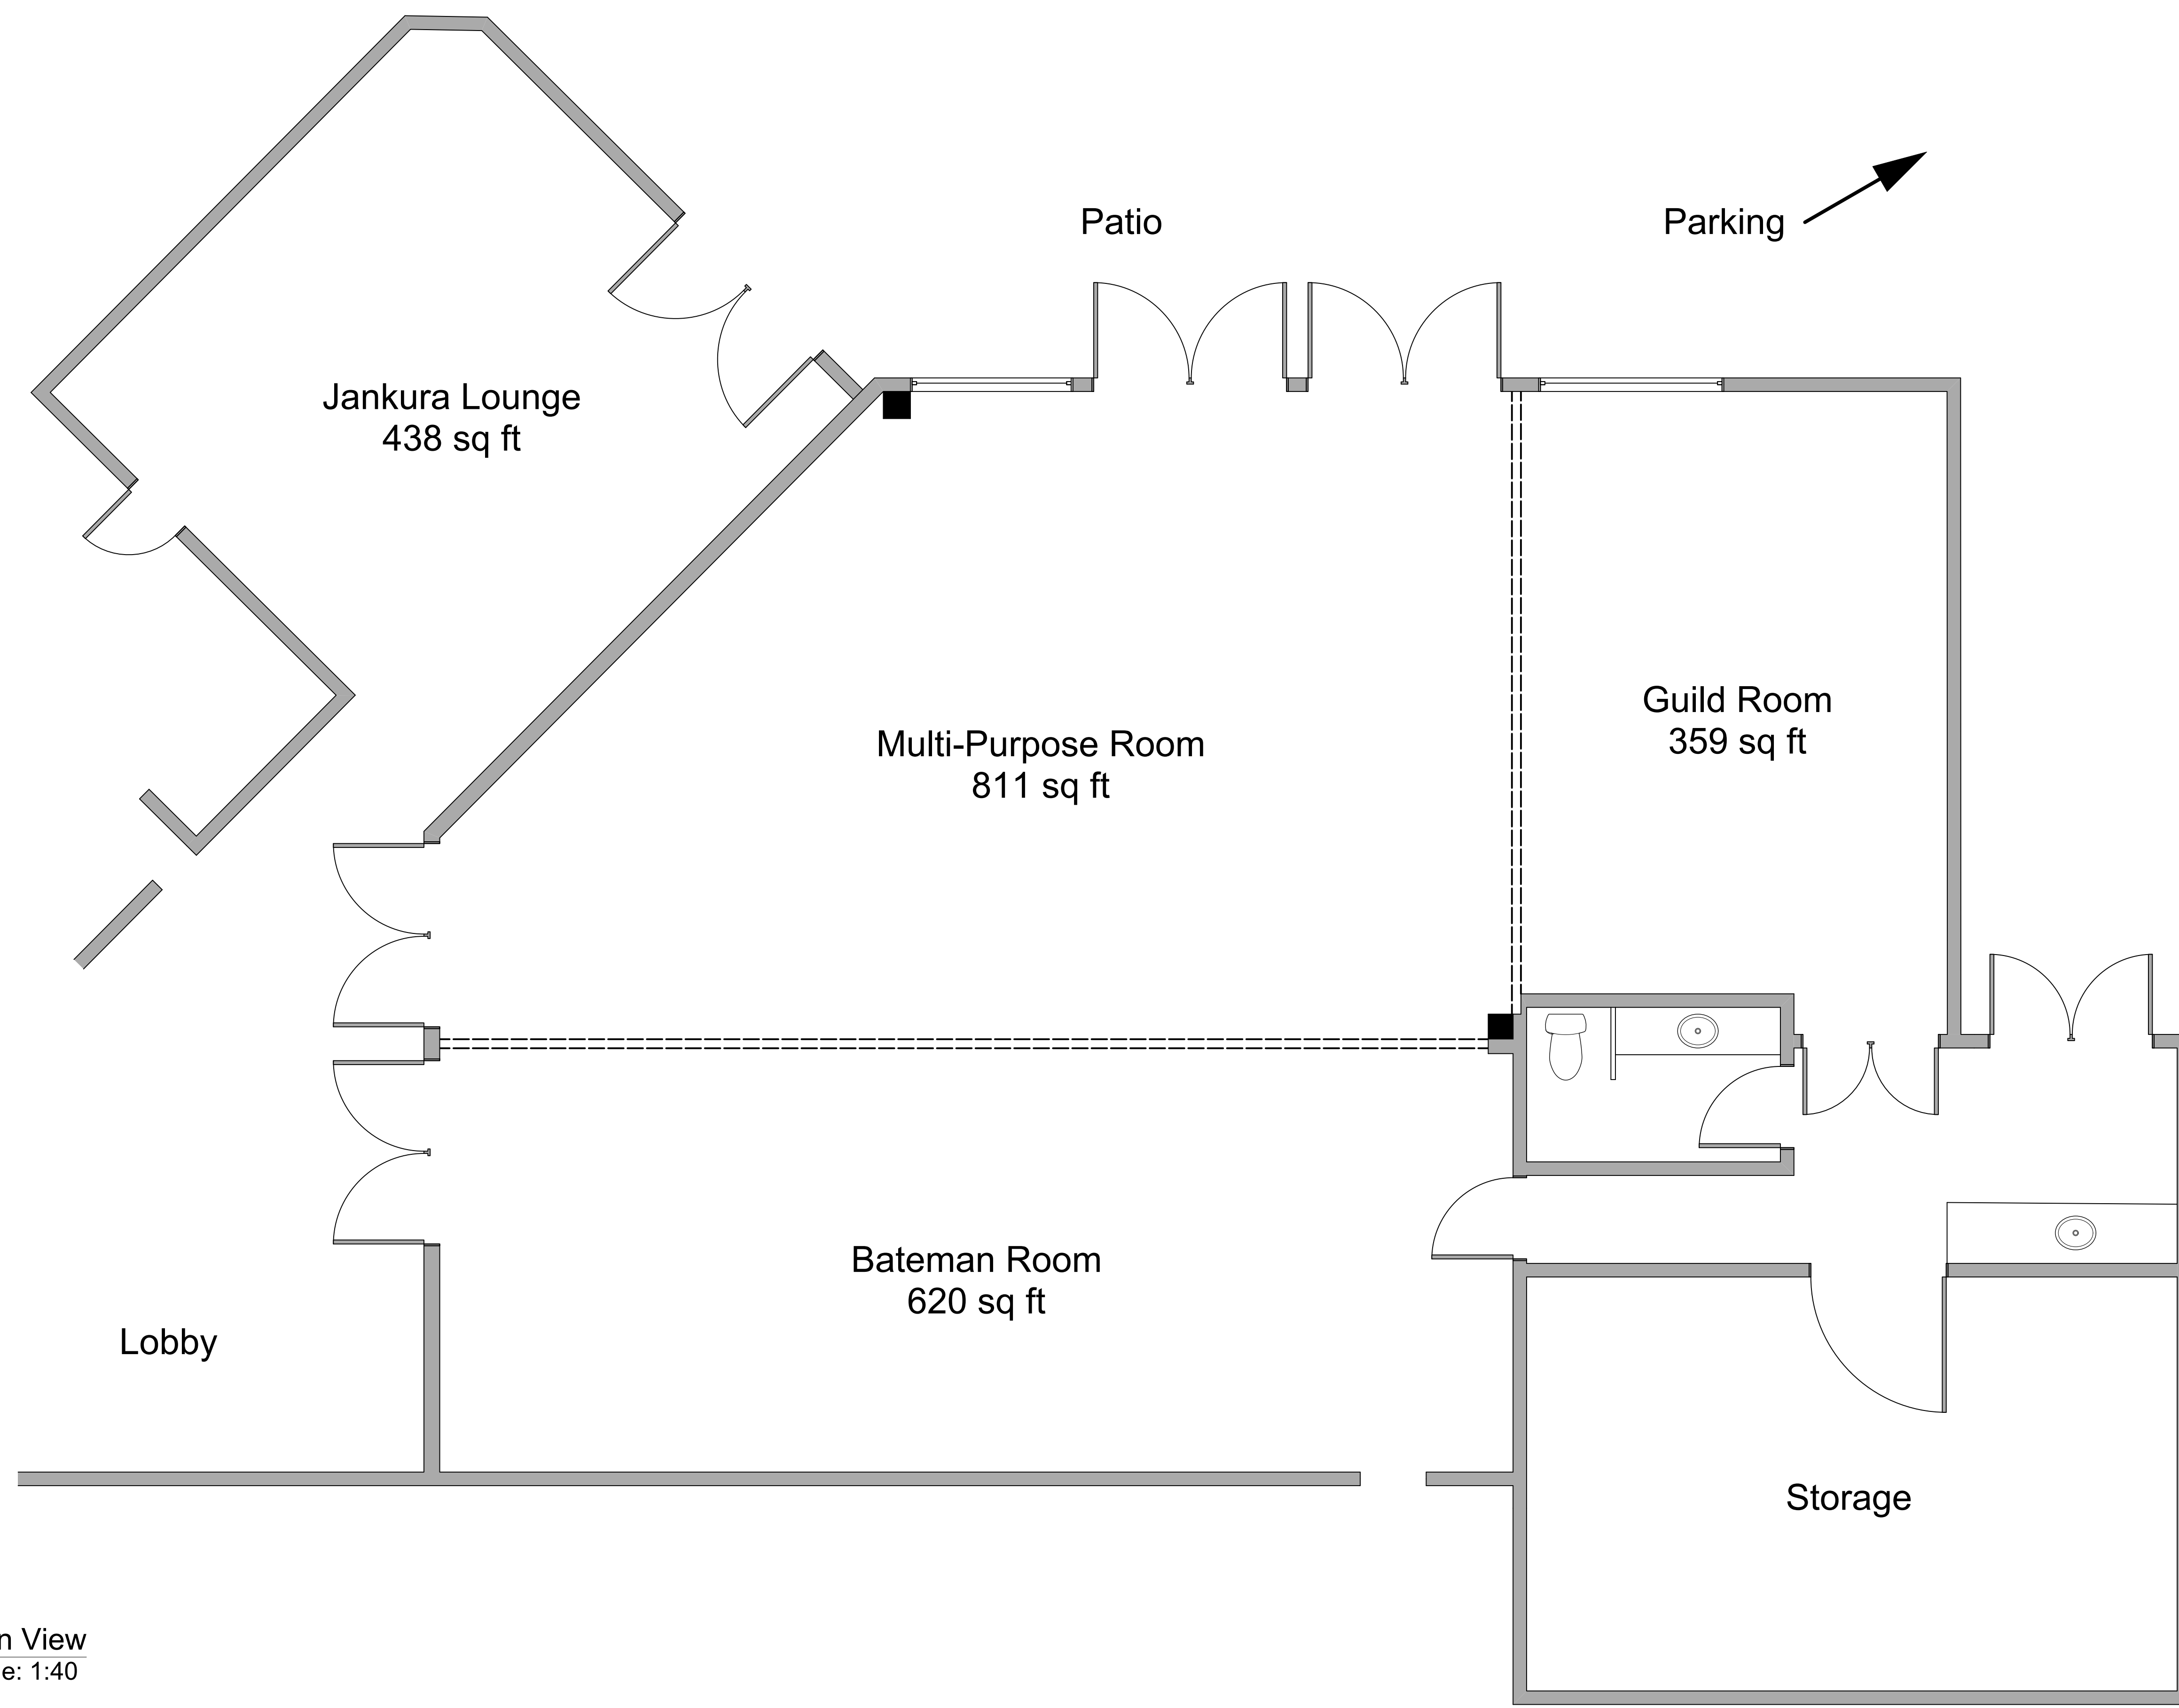 Patio
Parking
Jankura Lounge
438 sq ft
Guild Room
359 sq ft
Multi-Purpose Room
811 sq ft
Bateman Room
620 sq ft
Lobby
Storage
n View
e: 1:40